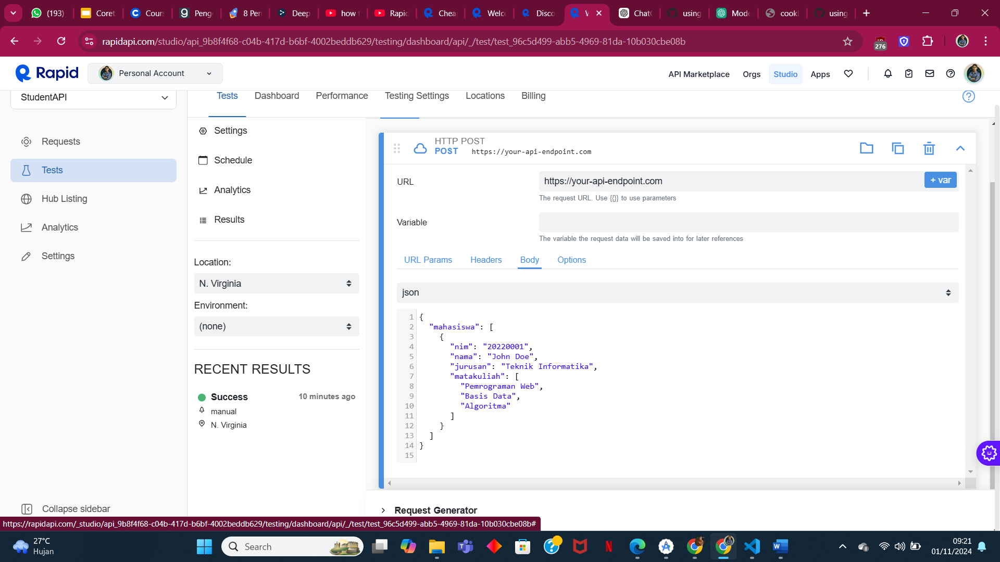 (193)
Coret
Cour
Peng
8 Per
Deep
how t
Rapid
Chea
Welc
Disco
ChatG
using
Mode
cookl
using
rapidapi.com/studio/api_9b8f4f68-c04b-417d-b6bf-4002beddb629/testing/dashboard/api/_/test/test_96c5d499-abb5-4969-81da-10b030cbe08b
276
Rapid
Personal Account
API Marketplace
Orgs
Studio
Apps
StudentAPI
Tests
Dashboard
Performance
Testing Settings
Locations
Billing
Requests
Tests
Hub Listing
Analytics
Settings
Collapse sidebar
Settings
Schedule
Analytics
Results
Location:
N. Virginia
Environment:
(none)
RECENT RESULTS
Success
10 minutes ago
manual
N. Virginia
HTTP POST
POST https://your-api-endpoint.com
URL
https://your-api-endpoint.com
+ var
The request URL. Use {{}} to use parameters
Variable
The variable the request data will be saved into for later references
URL Params
Headers
Body
Options
json
1 {
2 "mahasiswa": [
3 {
4 "nim": "20220001",
5 "nama": "John Doe",
6 "jurusan": "Teknik Informatika",
7 "matakuliah": [
8 "Pemrograman Web",
9 "Basis Data",
10 "Algoritma"
11 ]
12 }
13 ]
14 }
15
Request Generator
https://rapidapi.com/_studio/api_9b8f4f68-c04b-417d-b6bf-4002beddb629/testing/dashboard/api/_/test/test_96c5d499-abb5-4969-81da-10b030cbe08b#
27°C
Hujan
Search
09:21
01/11/2024